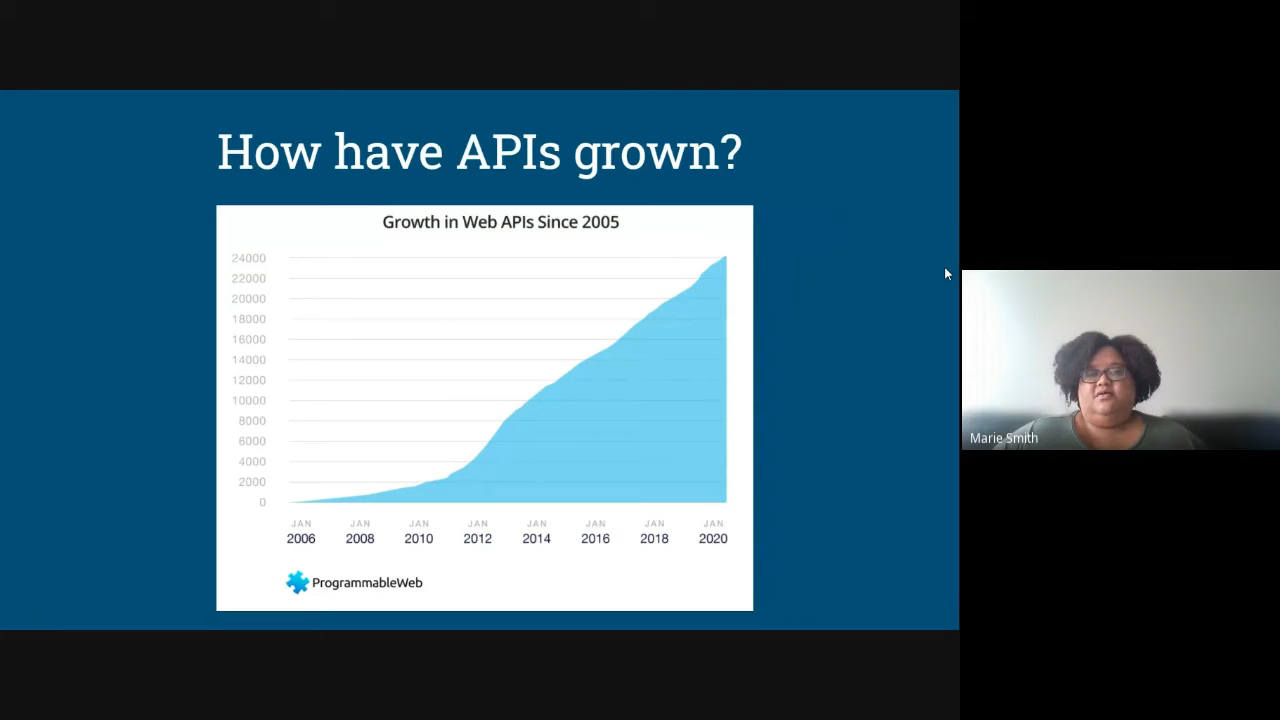 How have APIs grown?
Growth in Web APIs Since 2005
24000
22000
20000
18000
16000
14000
12000
10000
8000
6000
4000
2000
0
JAN JAN JAN JAN JAN JAN JAN JAN
2006 2008 2010 2012 2014 2016 2018 2020
ProgrammableWeb
Marie Smith